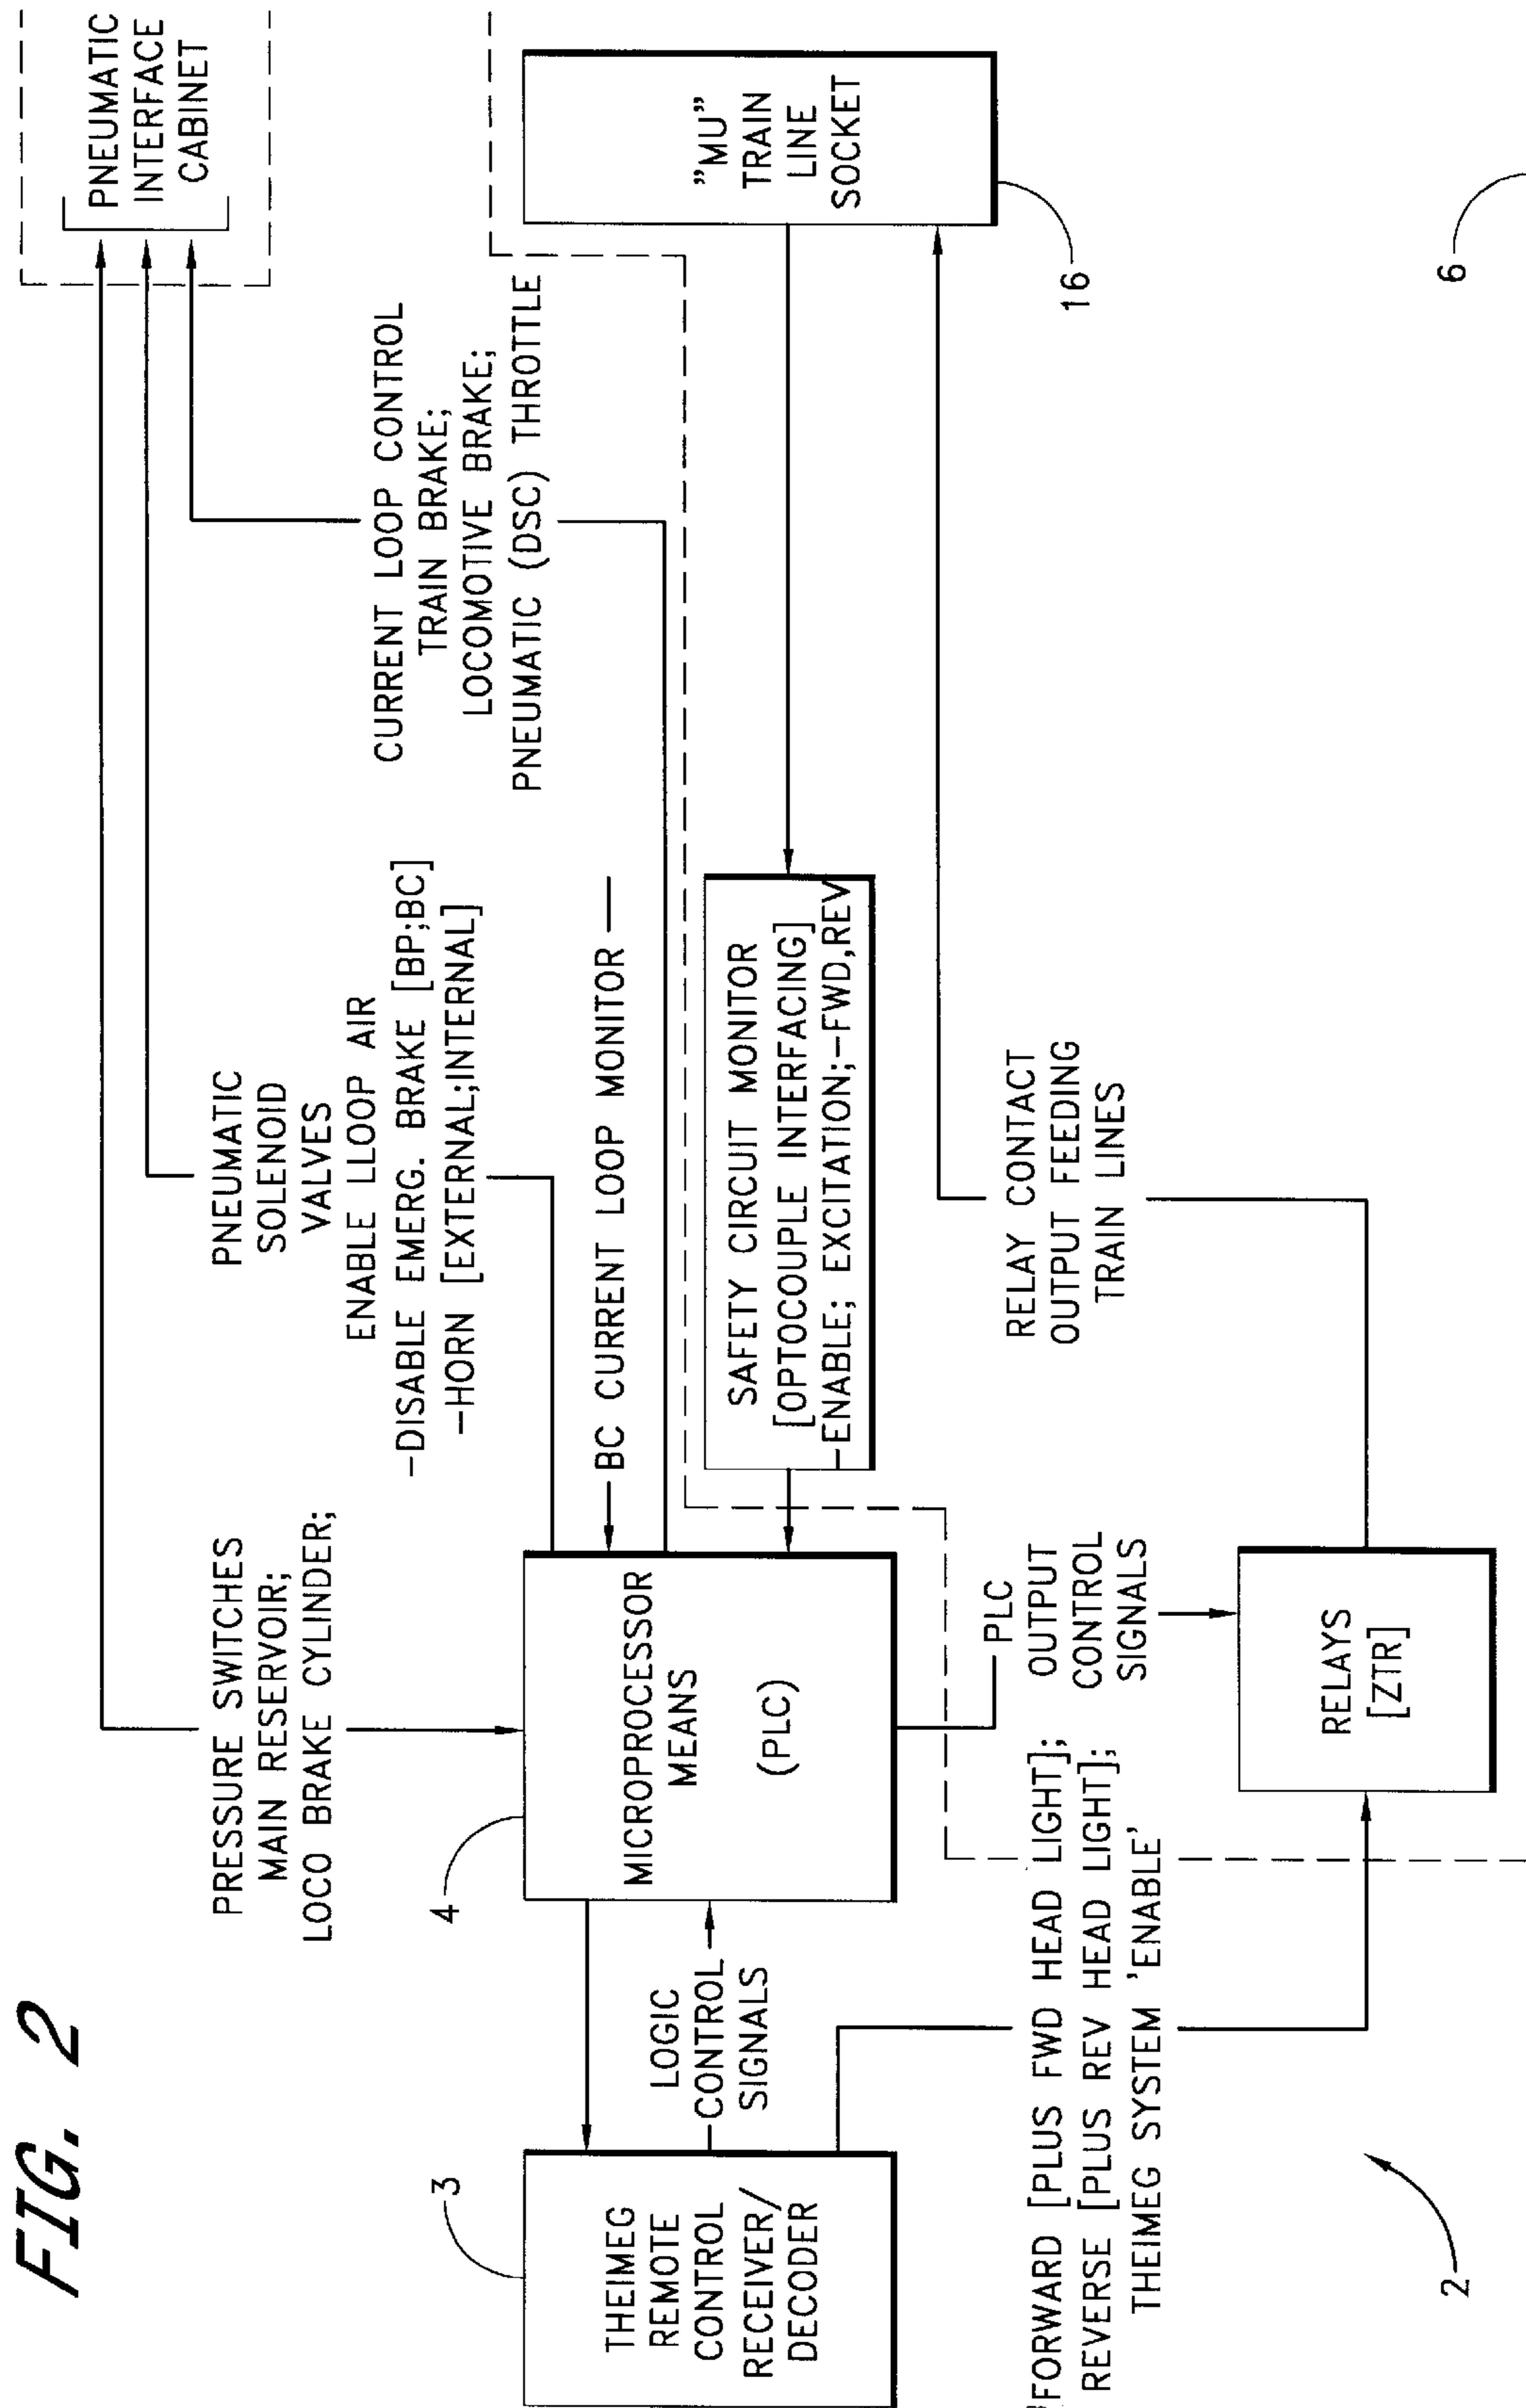 FIG. 2
PRESSURE SWITCHES
MAIN RESERVOIR;
LOCO BRAKE CYLINDER;
PNEUMATIC
SOLENOID
VALVES
ENABLE LLOOP AIR
-DISABLE EMERG. BRAKE [BP;BC]
-HORN [EXTERNAL;INTERNAL]
BC CURRENT LOOP MONITOR
CURRENT LOOP CONTROL
TRAIN BRAKE;
LOCOMOTIVE BRAKE;
PNEUMATIC (DSC) THROTTLE
PNEUMATIC
INTERFACE
CABINET
3
THEIMEG
REMOTE
CONTROL
RECEIVER/
DECODER
LOGIC
CONTROL
SIGNALS
4
MICROPROCESSOR
MEANS
(PLC)
SAFETY CIRCUIT MONITOR
[OPTOCOUPLE INTERFACING]
-ENABLE; EXCITATION;-FWD,REV
"MU"
TRAIN
LINE
SOCKET
16
FORWARD [PLUS FWD HEAD LIGHT];
REVERSE [PLUS REV HEAD LIGHT];
THEIMEG SYSTEM 'ENABLE'
PLC
OUTPUT
CONTROL
SIGNALS
RELAY CONTACT
OUTPUT FEEDING
TRAIN LINES
RELAYS
[ZTR]
2
6